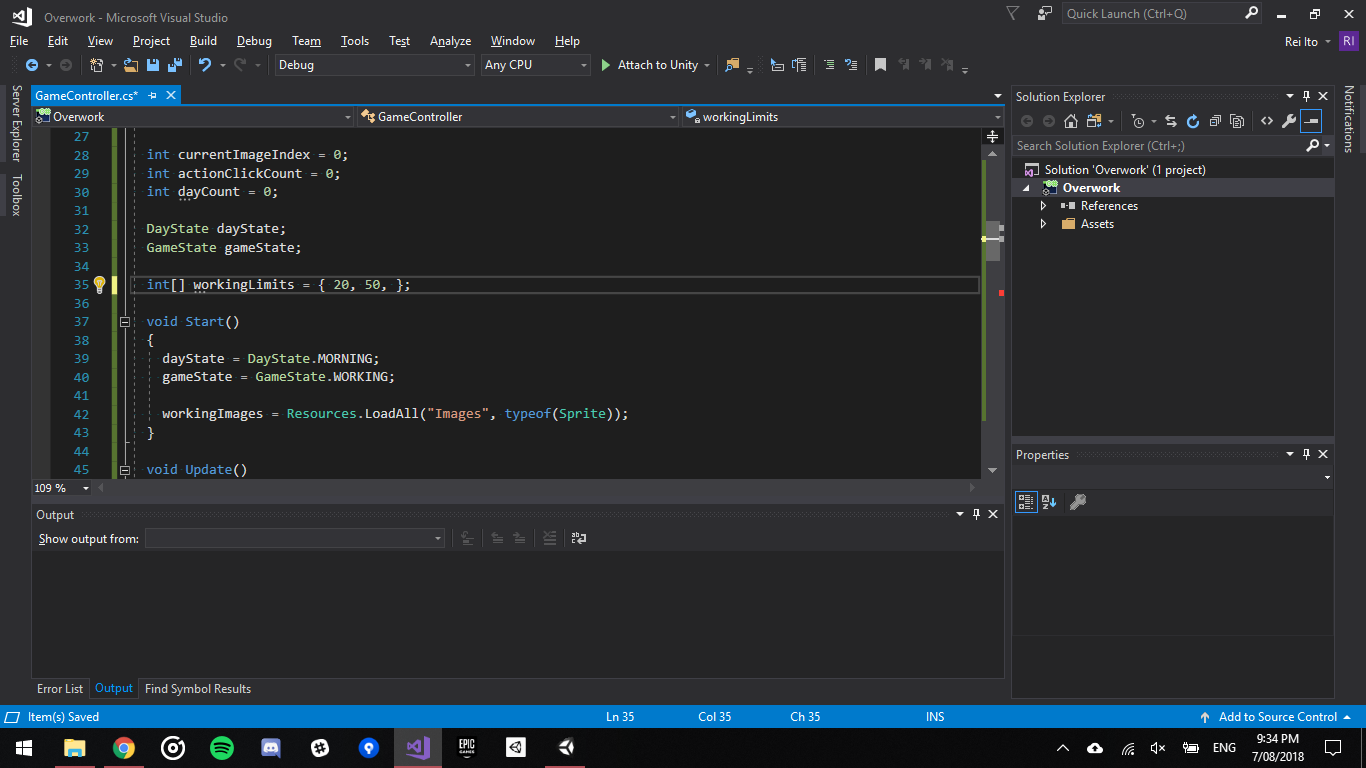 Overwork - Microsoft Visual Studio
Quick Launch (Ctrl+Q)
File Edit View Project Build Debug Team Tools Test Analyze Window Help
Rei Ito RI
Debug Any CPU Attach to Unity
Server Explorer
Toolbox
GameController.cs*
Overwork GameController workingLimits
27
28 int currentImageIndex = 0;
29 int actionClickCount = 0;
30 int dayCount = 0;
31
32 DayState dayState;
33 GameState gameState;
34
35 int[] workingLimits = { 20, 50, };
36
37 void Start()
38 {
39 dayState = DayState.MORNING;
40 gameState = GameState.WORKING;
41
42 workingImages = Resources.LoadAll("Images", typeof(Sprite));
43 }
44
45 void Update()
109 %
Output
Show output from:
Error List Output Find Symbol Results
Solution Explorer
Search Solution Explorer (Ctrl+;)
Solution 'Overwork' (1 project)
Overwork
References
Assets
Properties
Notifications
Item(s) Saved Ln 35 Col 35 Ch 35 INS Add to Source Control
EPIC
GAMES
ENG
9:34 PM
7/08/2018